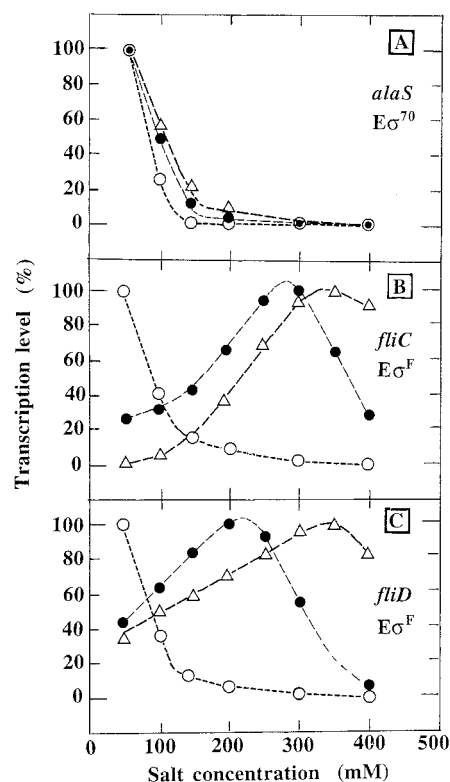 A
alaS
Eσ70
100
80
60
40
20
0
B
fliC
EσF
100
80
60
40
20
0
C
fliD
EσF
100
80
60
40
20
0
Transcription level (%)
0 100 200 300 400 500
Salt concentration (mM)